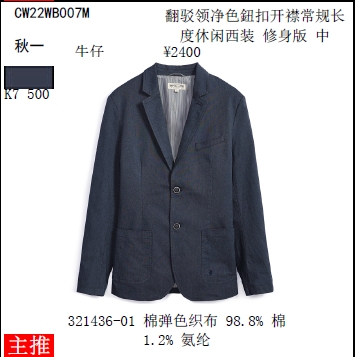 CW22WB007M
翻驳领净色鈕扣开襟常规长
度休闲西装 修身版 中
秋一
牛仔
¥2400
K7 500
321436-01 棉弹色织布 98.8% 棉
1.2% 氨纶
主推